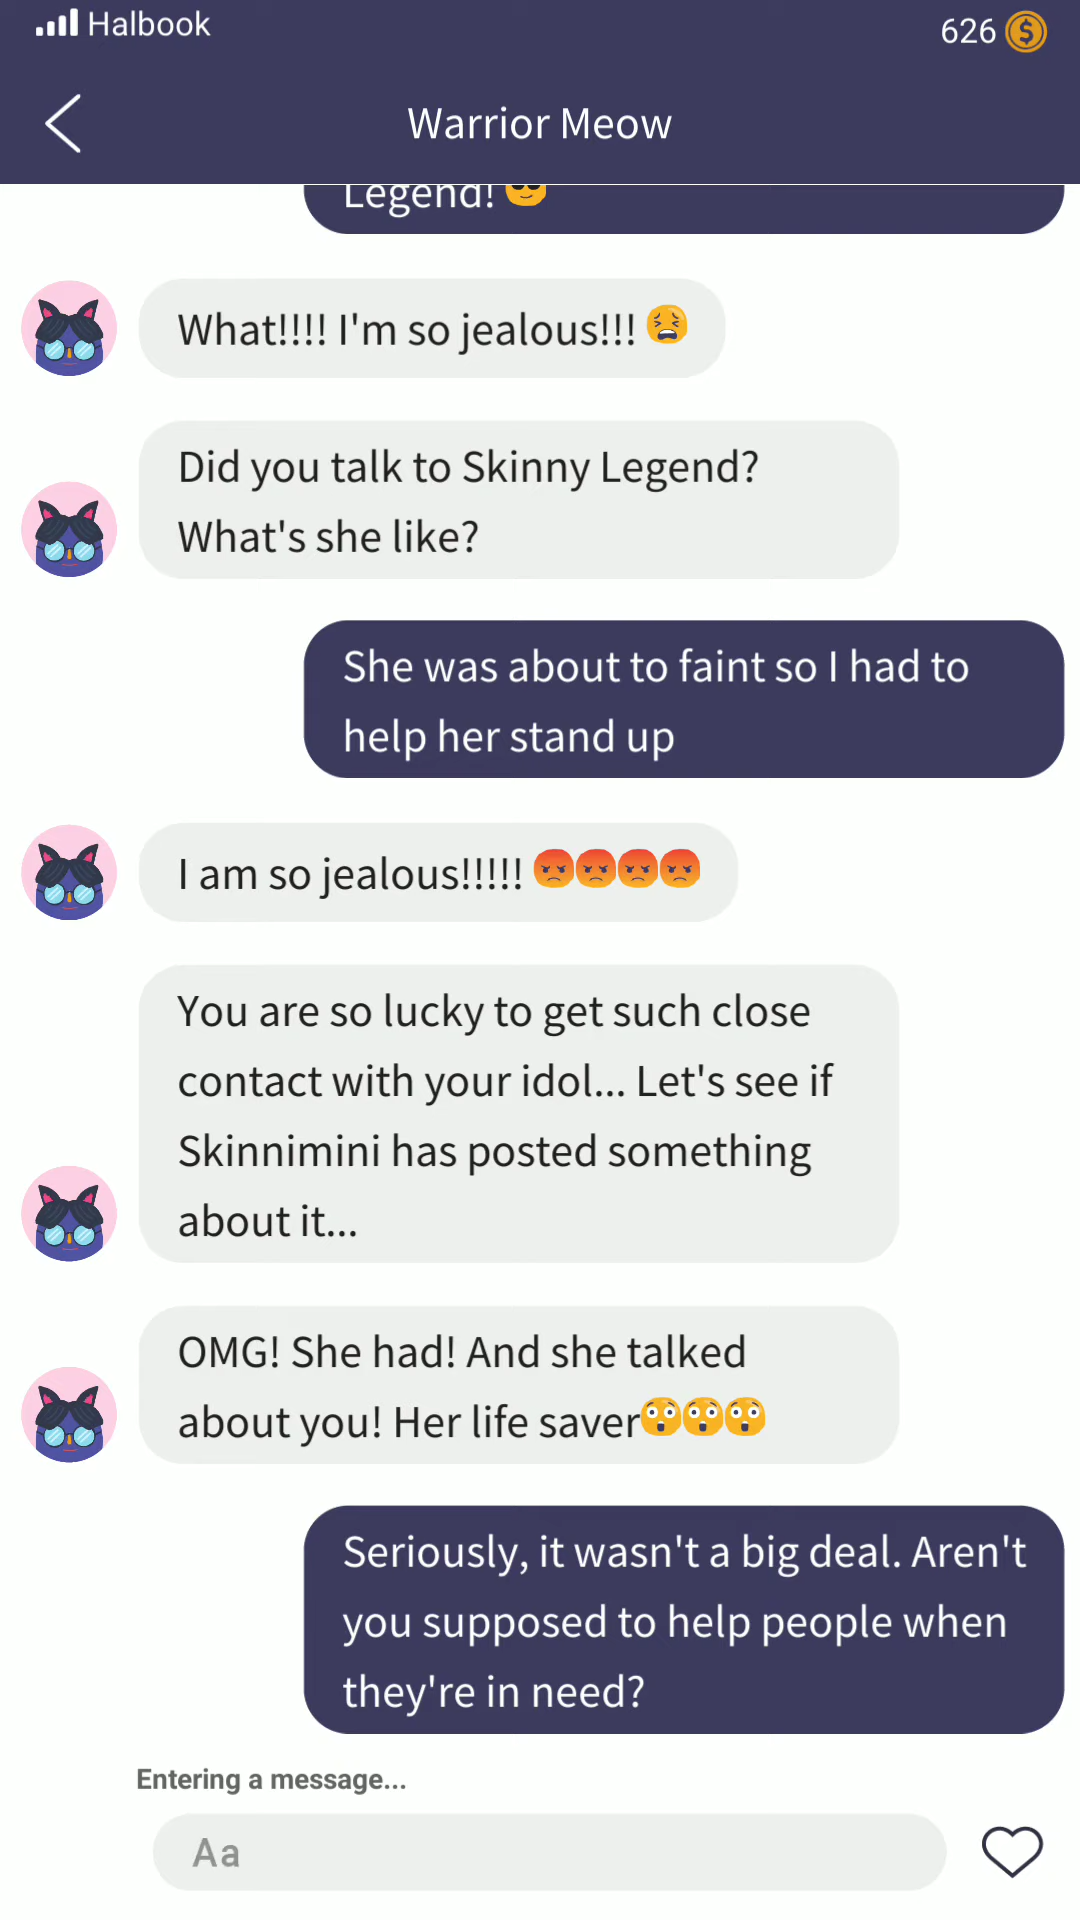 Halbook
626
Warrior Meow
Legend! 😌
What!!!! I'm so jealous!!! 😫
Did you talk to Skinny Legend?
What's she like?
She was about to faint so I had to
help her stand up
I am so jealous!!!!! 😡😡😡😡
You are so lucky to get such close
contact with your idol... Let's see if
Skinnimini has posted something
about it...
OMG! She had! And she talked
about you! Her life saver😲😲😲
Seriously, it wasn't a big deal. Aren't
you supposed to help people when
they're in need?
Entering a message...
Aa